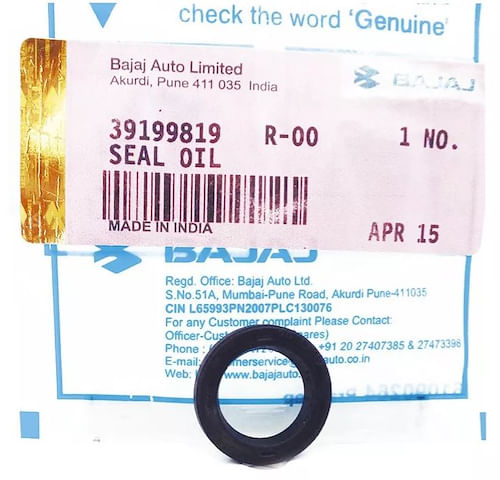 check the word 'Genuine'
Bajaj Auto Limited
Akurdi, Pune 411 035 India
BAJAJ
39199819 R-00 1 NO.
SEAL OIL
MADE IN INDIA
APR 15
BAJAJ
Regd. Office: Bajaj Auto Ltd.
S.No.51A, Mumbai-Pune Road, Akurdi Pune-411035
CIN L65993PN2007PLC130076
For any Customer complaint Please Contact:
Officer-Cust ares)
Phone : +91 20 27407385 & 27473396
E-mail: merservice auto.co.in
Web: www.bajajauto.